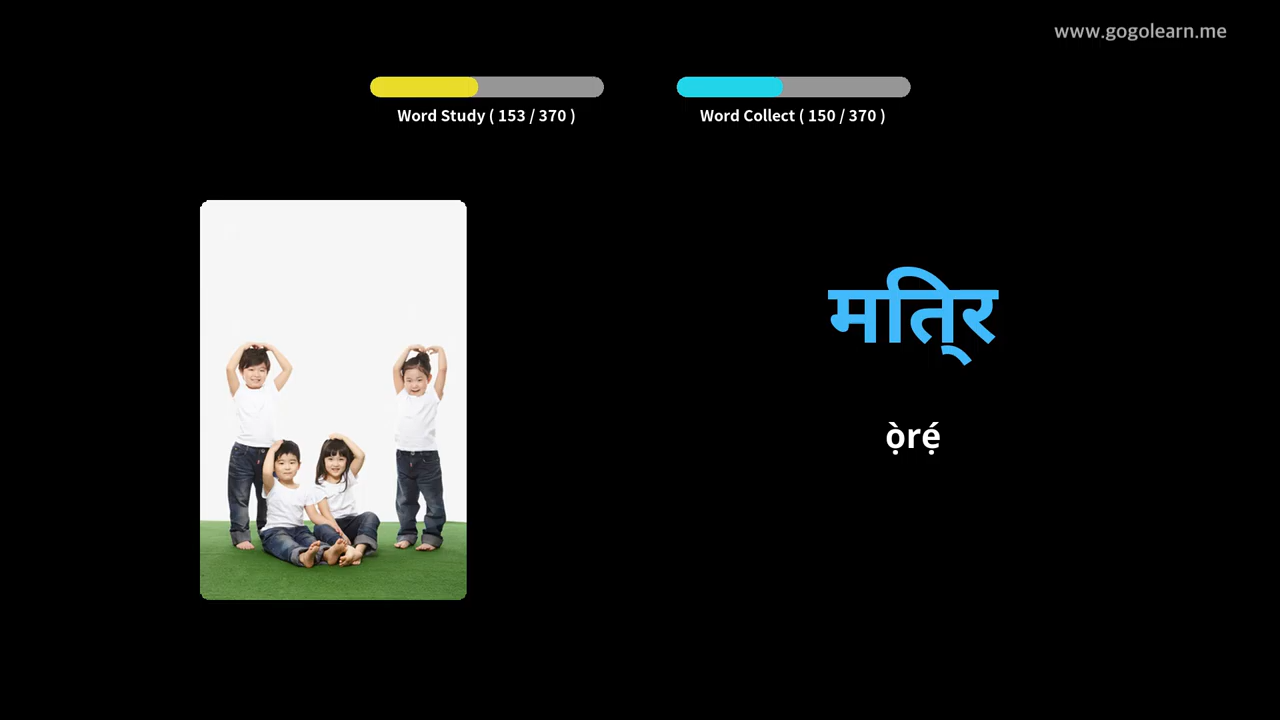 www.gogolearn.me
Word Study ( 153 / 370 )
Word Collect ( 150 / 370 )
मति्र
ọ̀rẹ́